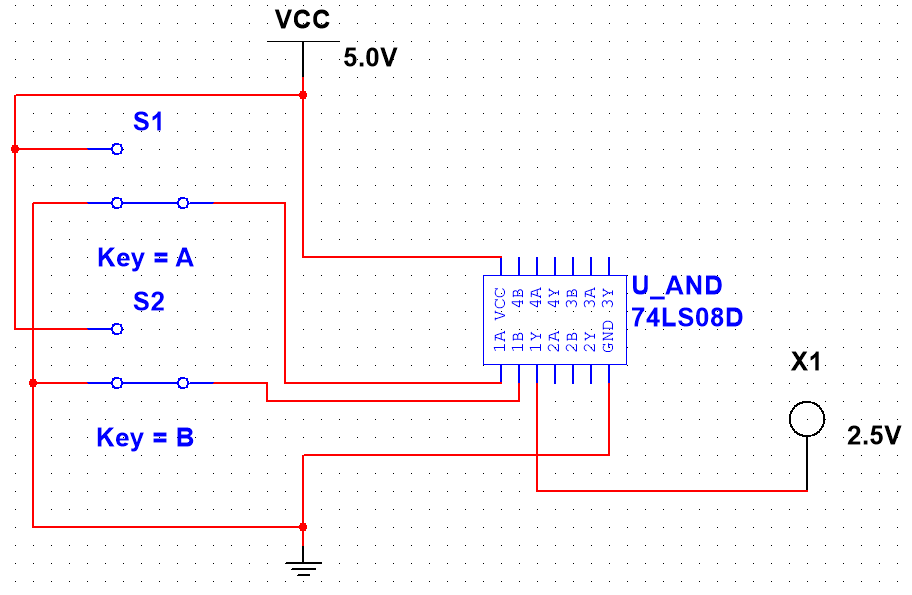 VCC
5.0V
S1
Key = A
S2
U_AND
74LS08D
VCC 4B 4A 4Y 3B 3A 3Y
1A 1B 1Y 2A 2B 2Y GND
X1
2.5V
Key = B